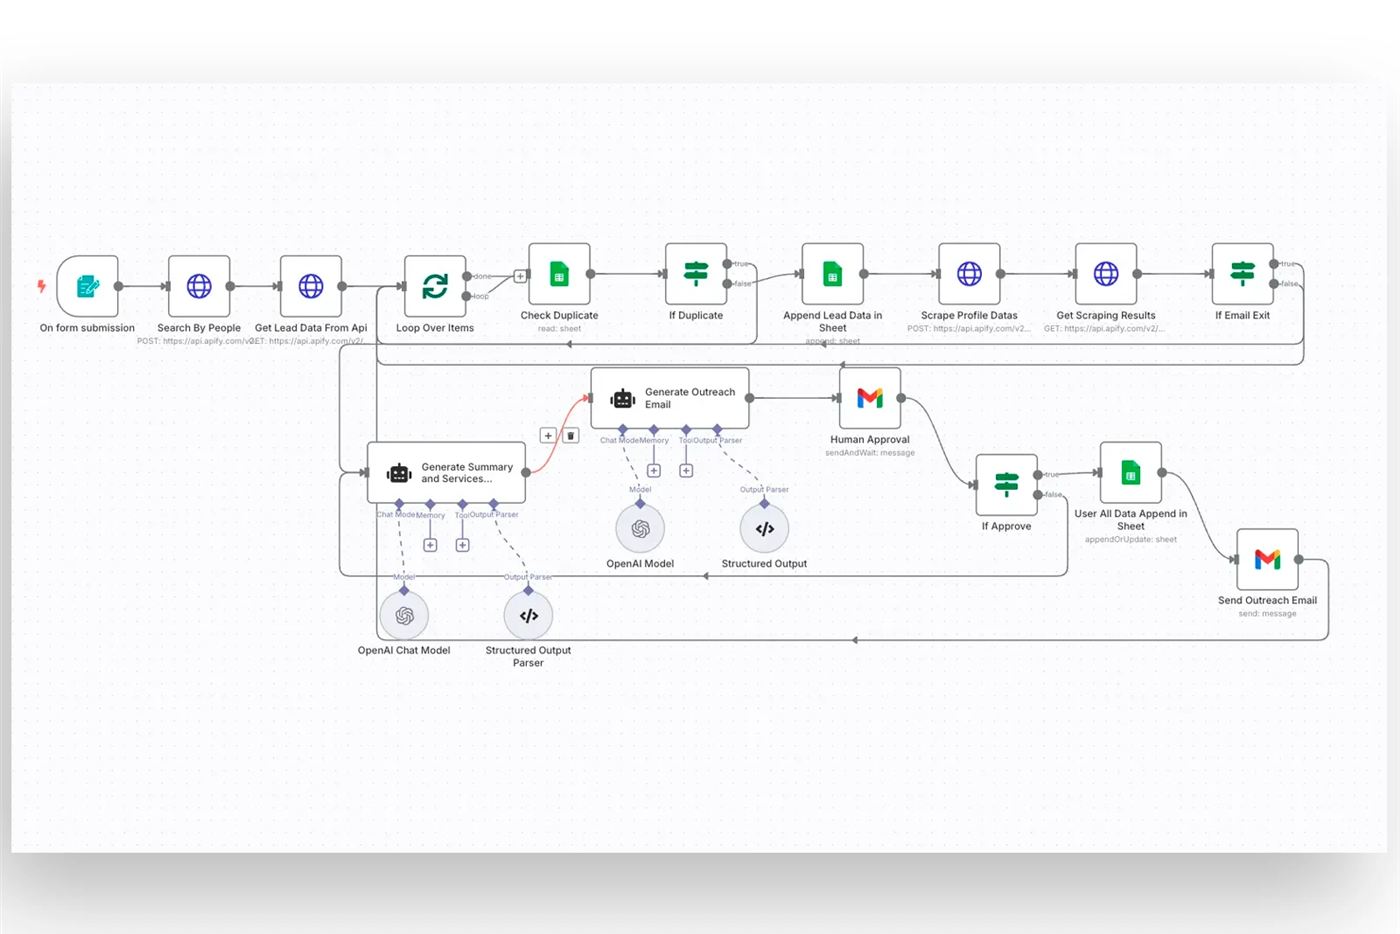 On form submission
Search By People
POST: https://api.apify.com/v2
Get Lead Data From Api
GET: https://api.apify.com/v2/...
Loop Over Items
done
loop
Check Duplicate
read: sheet
If Duplicate
true
false
Append Lead Data in
Sheet
append: sheet
Scrape Profile Datas
POST: https://api.apify.com/v2...
Get Scraping Results
GET: https://api.apify.com/v2/...
If Email Exit
true
false
Generate Outreach
Email
Chat Model
Memory
Tool
Output Parser
Human Approval
sendAndWait: message
Generate Summary
and Services...
Chat Model
Memory
Tool
Output Parser
Model
OpenAI Model
Output Parser
Structured Output
If Approve
true
false
User All Data Append in
Sheet
appendOrUpdate: sheet
Send Outreach Email
send: message
Model
OpenAI Chat Model
Output Parser
Structured Output
Parser